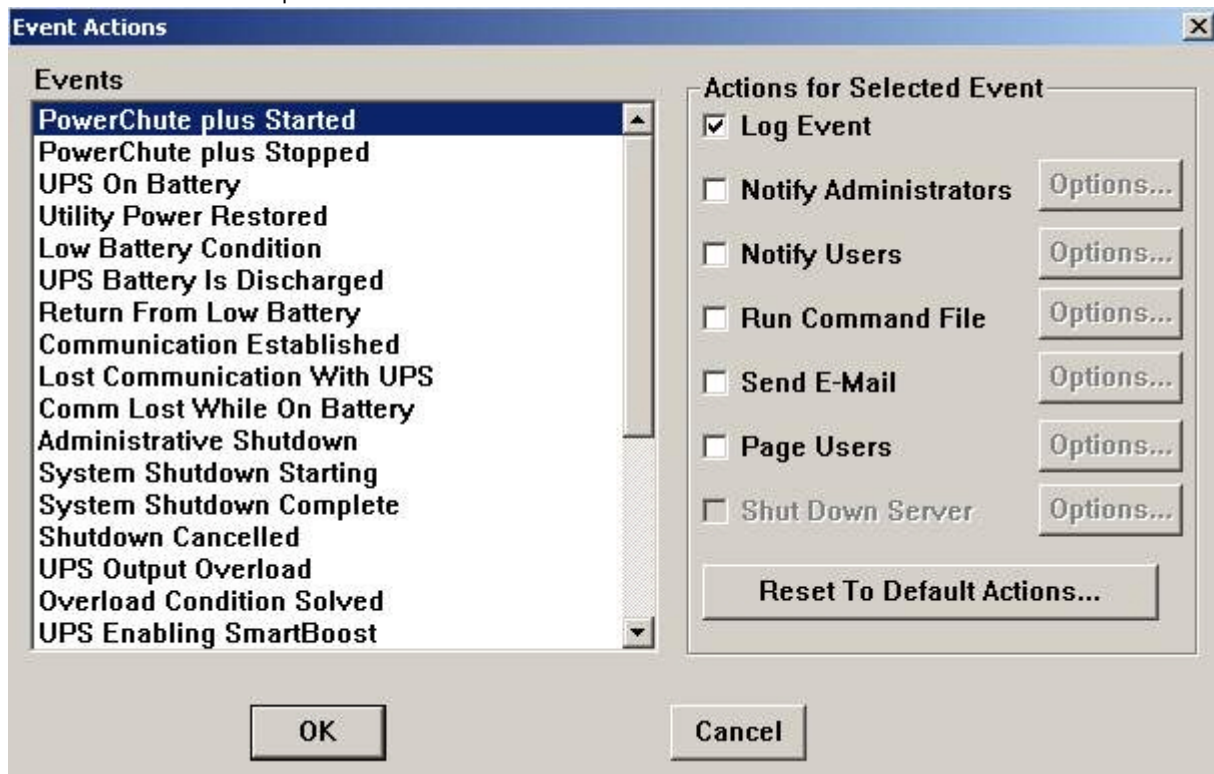 Event Actions
Events
PowerChute plus Started
PowerChute plus Stopped
UPS On Battery
Utility Power Restored
Low Battery Condition
UPS Battery Is Discharged
Return From Low Battery
Communication Established
Lost Communication With UPS
Comm Lost While On Battery
Administrative Shutdown
System Shutdown Starting
System Shutdown Complete
Shutdown Cancelled
UPS Output Overload
Overload Condition Solved
UPS Enabling SmartBoost
Actions for Selected Event
Log Event
Notify Administrators Options...
Notify Users Options...
Run Command File Options...
Send E-Mail Options...
Page Users Options...
Shut Down Server Options...
Reset To Default Actions...
OK Cancel